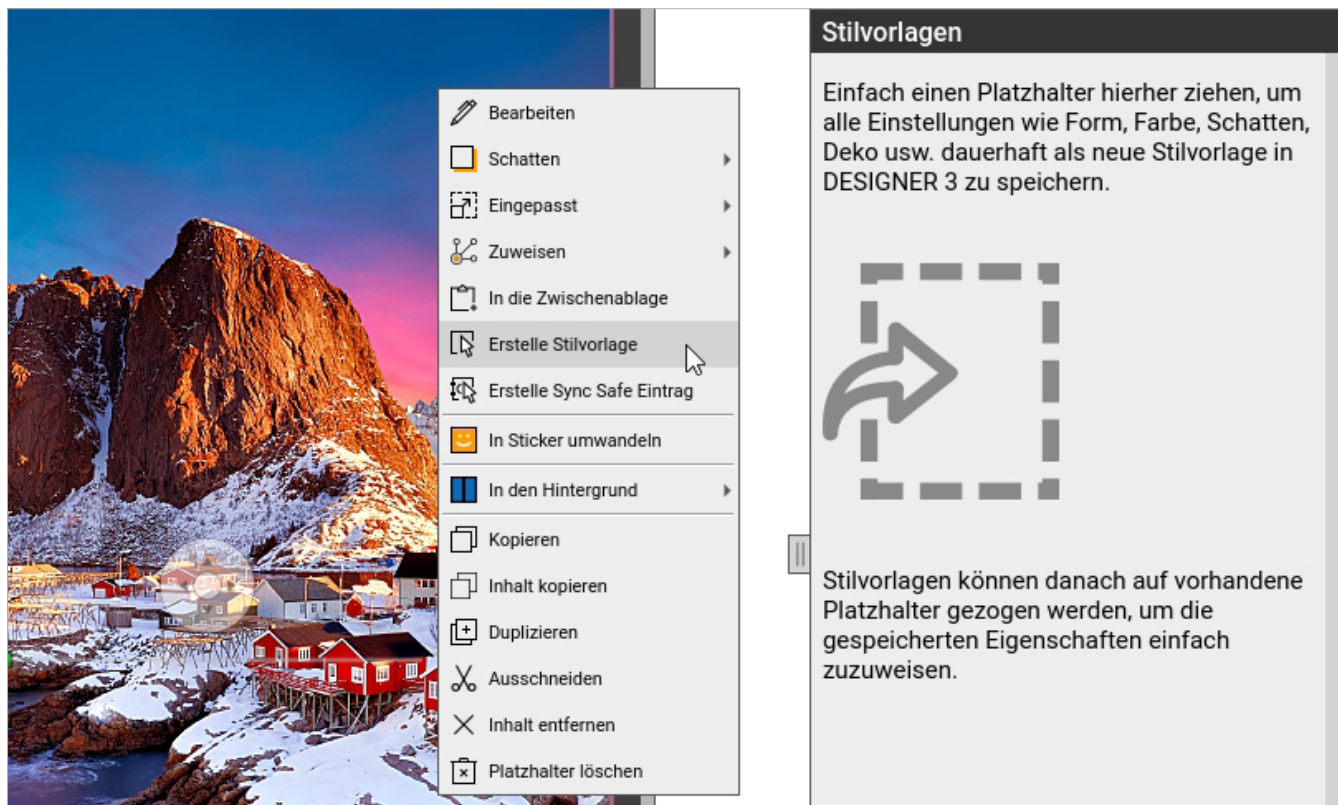 Stilvorlagen
Einfach einen Platzhalter hierher ziehen, um
alle Einstellungen wie Form, Farbe, Schatten,
Deko usw. dauerhaft als neue Stilvorlage in
DESIGNER 3 zu speichern.
Stilvorlagen können danach auf vorhandene
Platzhalter gezogen werden, um die
gespeicherten Eigenschaften einfach
zuzuweisen.
Bearbeiten
Schatten
Eingepasst
Zuweisen
In die Zwischenablage
Erstelle Stilvorlage
Erstelle Sync Safe Eintrag
In Sticker umwandeln
In den Hintergrund
Kopieren
Inhalt kopieren
Duplizieren
Ausschneiden
Inhalt entfernen
Platzhalter löschen